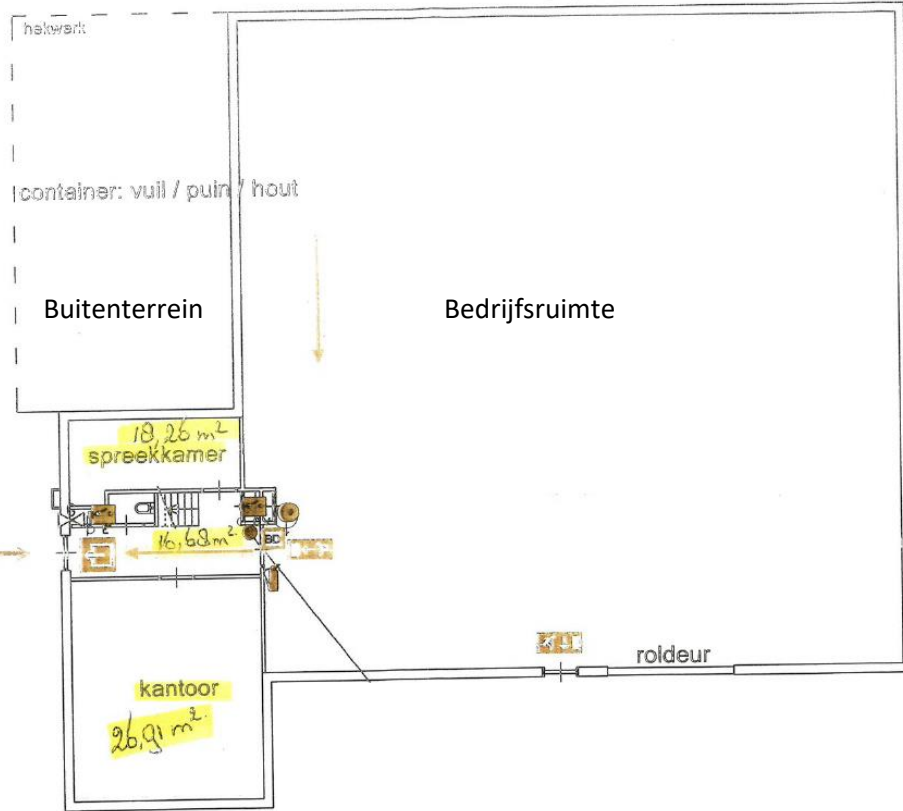 hekwerk
container: vuil / puin / hout
Buitenterrein
Bedrijfsruimte
18,26 m²
spreekkamer
16,68 m².
BD
roldeur
kantoor
26,91 m².